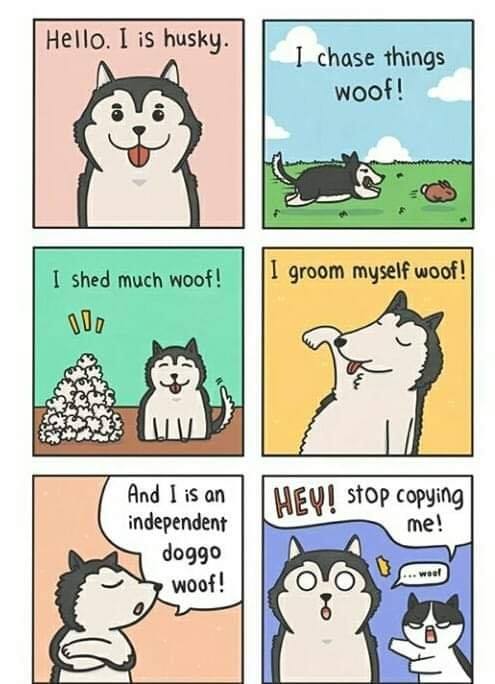 Hello. I is husky.
I chase things
woof!
I shed much woof!
I groom myself woof!
And I is an
independent
doggo
woof!
HEY! stop copying
me!
... woof